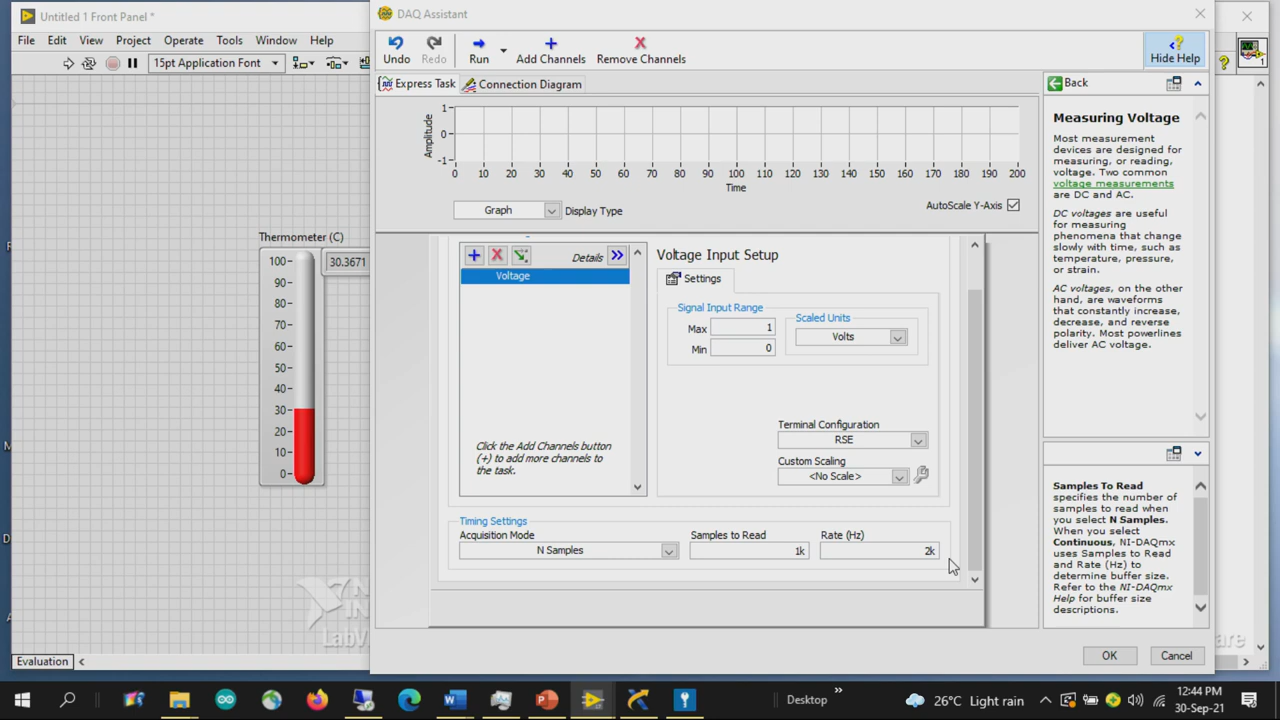 Untitled 1 Front Panel *
File Edit View Project Operate Tools Window Help
15pt Application Font
DAQ Assistant
Undo Redo Run Add Channels Remove Channels
Hide Help
Express Task Connection Diagram
Amplitude
1
0
-1
0 10 20 30 40 50 60 70 80 90 100 110 120 130 140 150 160 170 180 190 200
Time
Graph
Display Type
AutoScale Y-Axis
Thermometer (C)
100
90
80
70
60
50
40
30
20
10
0
30.3671
Details
Voltage
Click the Add Channels button
(+) to add more channels to
the task.
Voltage Input Setup
Settings
Signal Input Range
Max 1
Min 0
Scaled Units
Volts
Terminal Configuration
RSE
Custom Scaling
<No Scale>
Timing Settings
Acquisition Mode
N Samples
Samples to Read
1k
Rate (Hz)
2k
Back
Measuring Voltage
Most measurement
devices are designed for
measuring, or reading,
voltage. Two common
voltage measurements
are DC and AC.
DC voltages are useful
for measuring
phenomena that change
slowly with time, such as
temperature, pressure,
or strain.
AC voltages, on the other
hand, are waveforms
that constantly increase,
decrease, and reverse
polarity. Most powerlines
deliver AC voltage.
Samples To Read
specifies the number of
samples to read when
you select N Samples.
When you select
Continuous, NI-DAQmx
uses Samples to Read
and Rate (Hz) to
determine buffer size.
Refer to the NI-DAQmx
Help for buffer size
descriptions.
OK Cancel
Evaluation
Desktop
26°C Light rain
12:44 PM
30-Sep-21